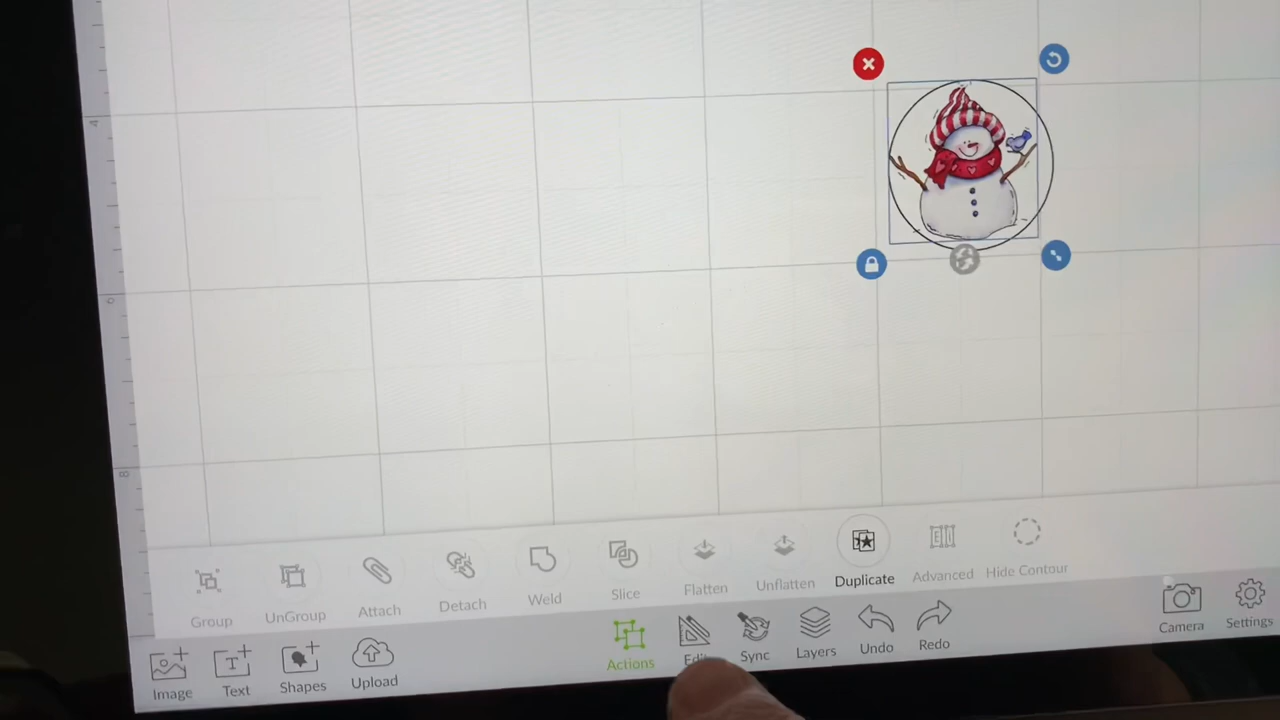 Group UnGroup Attach Detach Weld Slice Flatten Unflatten Duplicate Advanced Hide Contour
Image Text Shapes Upload Actions Edit Sync Layers Undo Redo Camera Settings